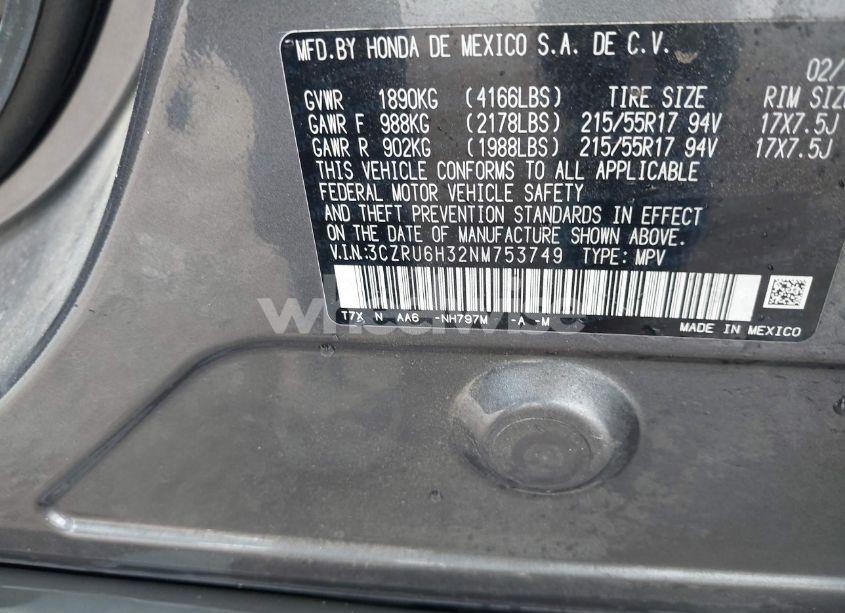 MFD.BY HONDA DE MEXICO S.A. DE C.V.
02/
GVWR 1890KG (4166LBS) TIRE SIZE RIM SIZE
GAWR F 988KG (2178LBS) 215/55R17 94V 17X7.5J
GAWR R 902KG (1988LBS) 215/55R17 94V 17X7.5J
THIS VEHICLE CONFORMS TO ALL APPLICABLE
FEDERAL MOTOR VEHICLE SAFETY
AND THEFT PREVENTION STANDARDS IN EFFECT
ON THE DATE OF MANUFACTURE SHOWN ABOVE.
V.I.N:3CZRU6H32NM753749 TYPE: MPV
wheelwise
T7X N AA6 -NH797M -A -M
MADE IN MEXICO